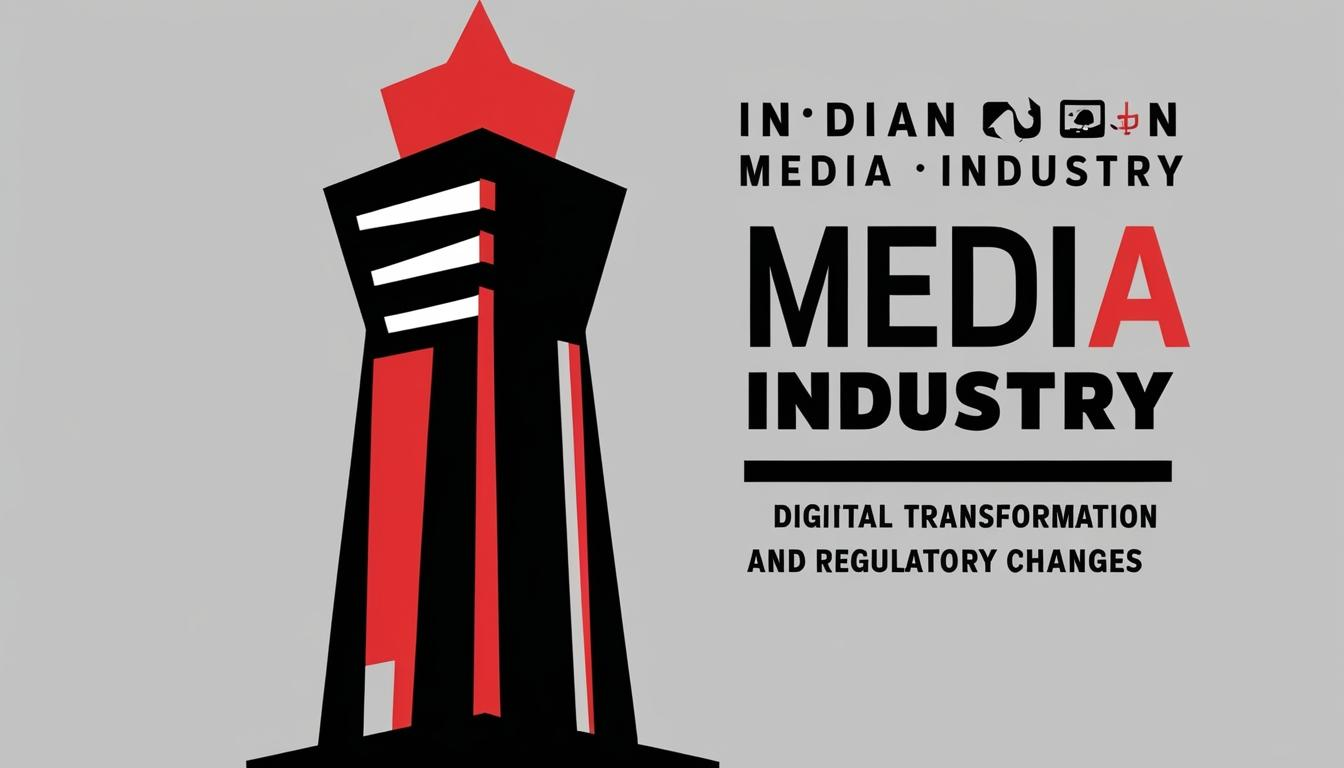 IN·DIAN N
MEDIA ·INDUSTRY
MEDIA
INDUSTRY
DIGIITAL TRANSFORMATION
AND REGULATORY CHANGES